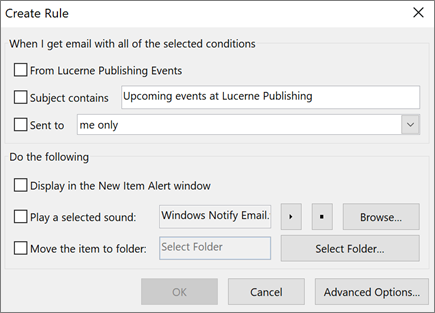 Create Rule
When I get email with all of the selected conditions
From Lucerne Publishing Events
Subject contains Upcoming events at Lucerne Publishing
Sent to me only
Do the following
Display in the New Item Alert window
Play a selected sound: Windows Notify Email. Browse...
Move the item to folder: Select Folder Select Folder...
OK Cancel Advanced Options...